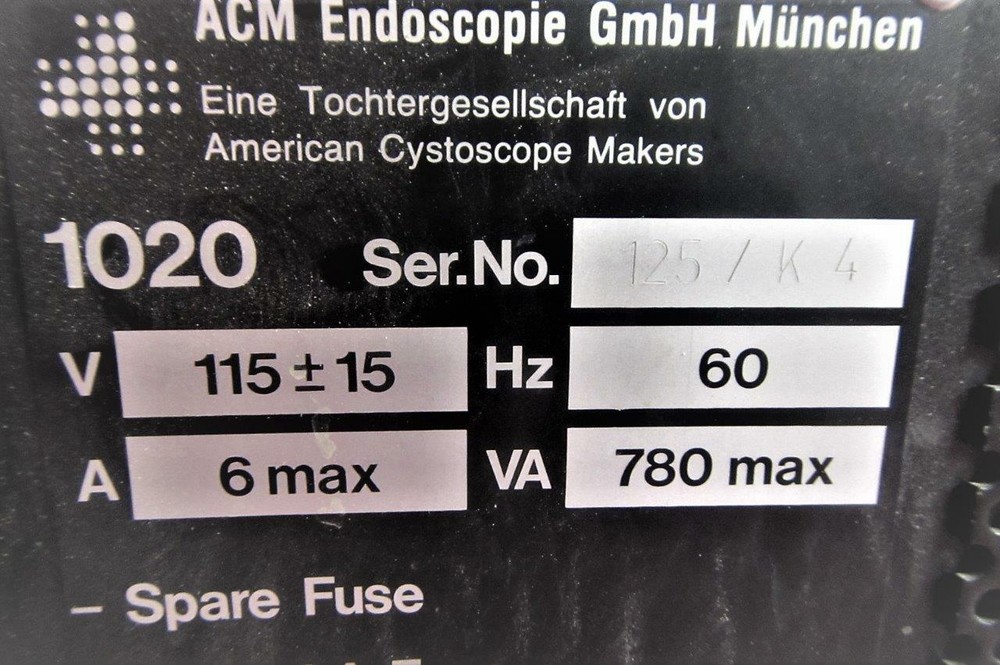 ACM Endoscopie GmbH München
Eine Tochtergesellschaft von
American Cystoscope Makers
1020 Ser.No. 125 / K 4
V 115 ± 15 Hz 60
A 6 max VA 780 max
– Spare Fuse